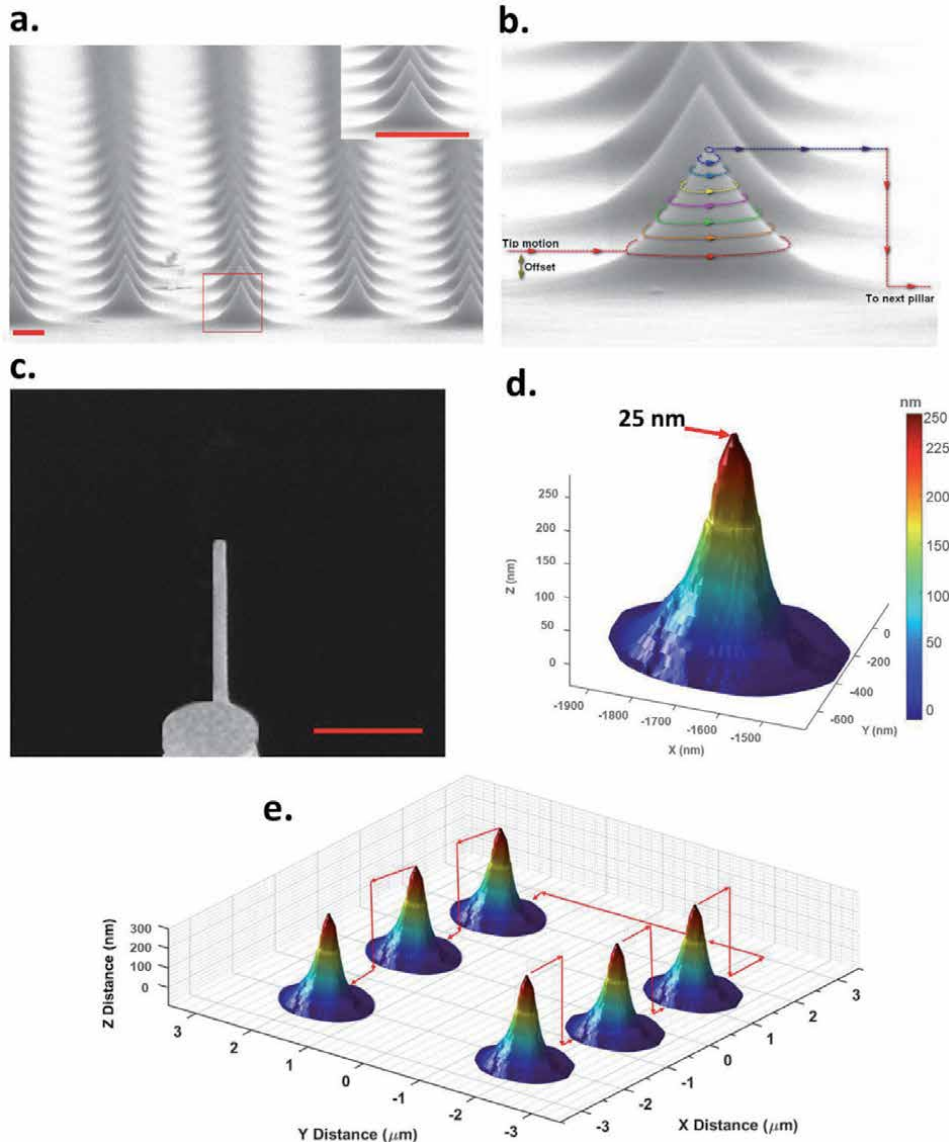 a.
b.
Tip motion
Offset
To next pillar
c.
d.
25 nm
nm
250
225
200
150
100
50
0
250
200
150
100
50
0
Z (nm)
-1900
-1800
-1700
-1600
-1500
X (nm)
0
-200
-400
-600
Y (nm)
e.
300
200
100
0
Z Distance (nm)
3
2
1
0
-1
-2
-3
Y Distance (µm)
-3
-2
-1
0
1
2
3
X Distance (µm)